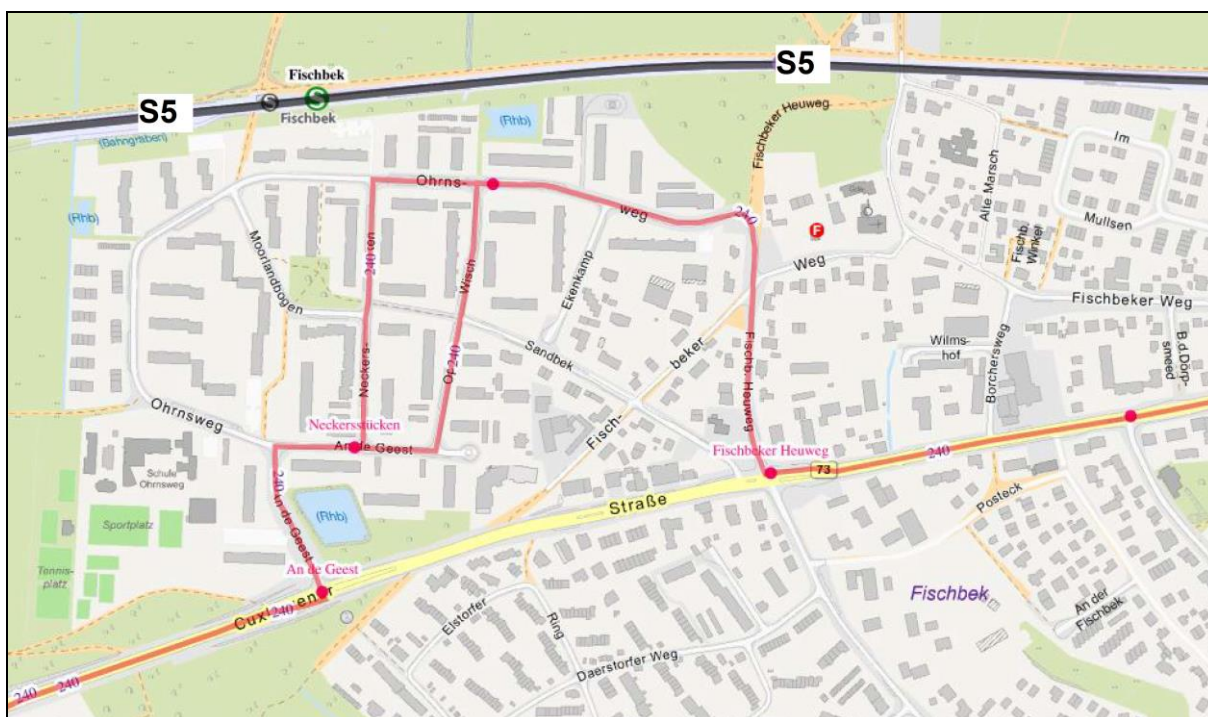 S5
S5
Fischbek
Fischbek
(Bahngraben)
(Rhb)
Fischbeker Heuweg
Im
Mullsen
Alte Marsch
Fischb.
Winkel
Ohrns-
weg
240
(Rhb)
Moorlandbogen
240
Wisch
Ekenkamp
F
Weg
Fischbeker Weg
Neckers-
Op
240
Sandbek
beker
Fischb. Heuweg
Wilms-
hof
Borchersweg
B.d.Dorp-
smeed
Ohrnsweg
Neckersstücken
An de Geest
Fisch-
Fischbeker Heuweg
73
240
Schule
Ohrnsweg
240
An de Geest
(Rhb)
Straße
Posteck
Sportplatz
Tennis-
platz
An de Geest
Cuxhavener
240
Elstorfer
Ring
Daerstorfer Weg
Fischbek
An der
Fischbek
240
240